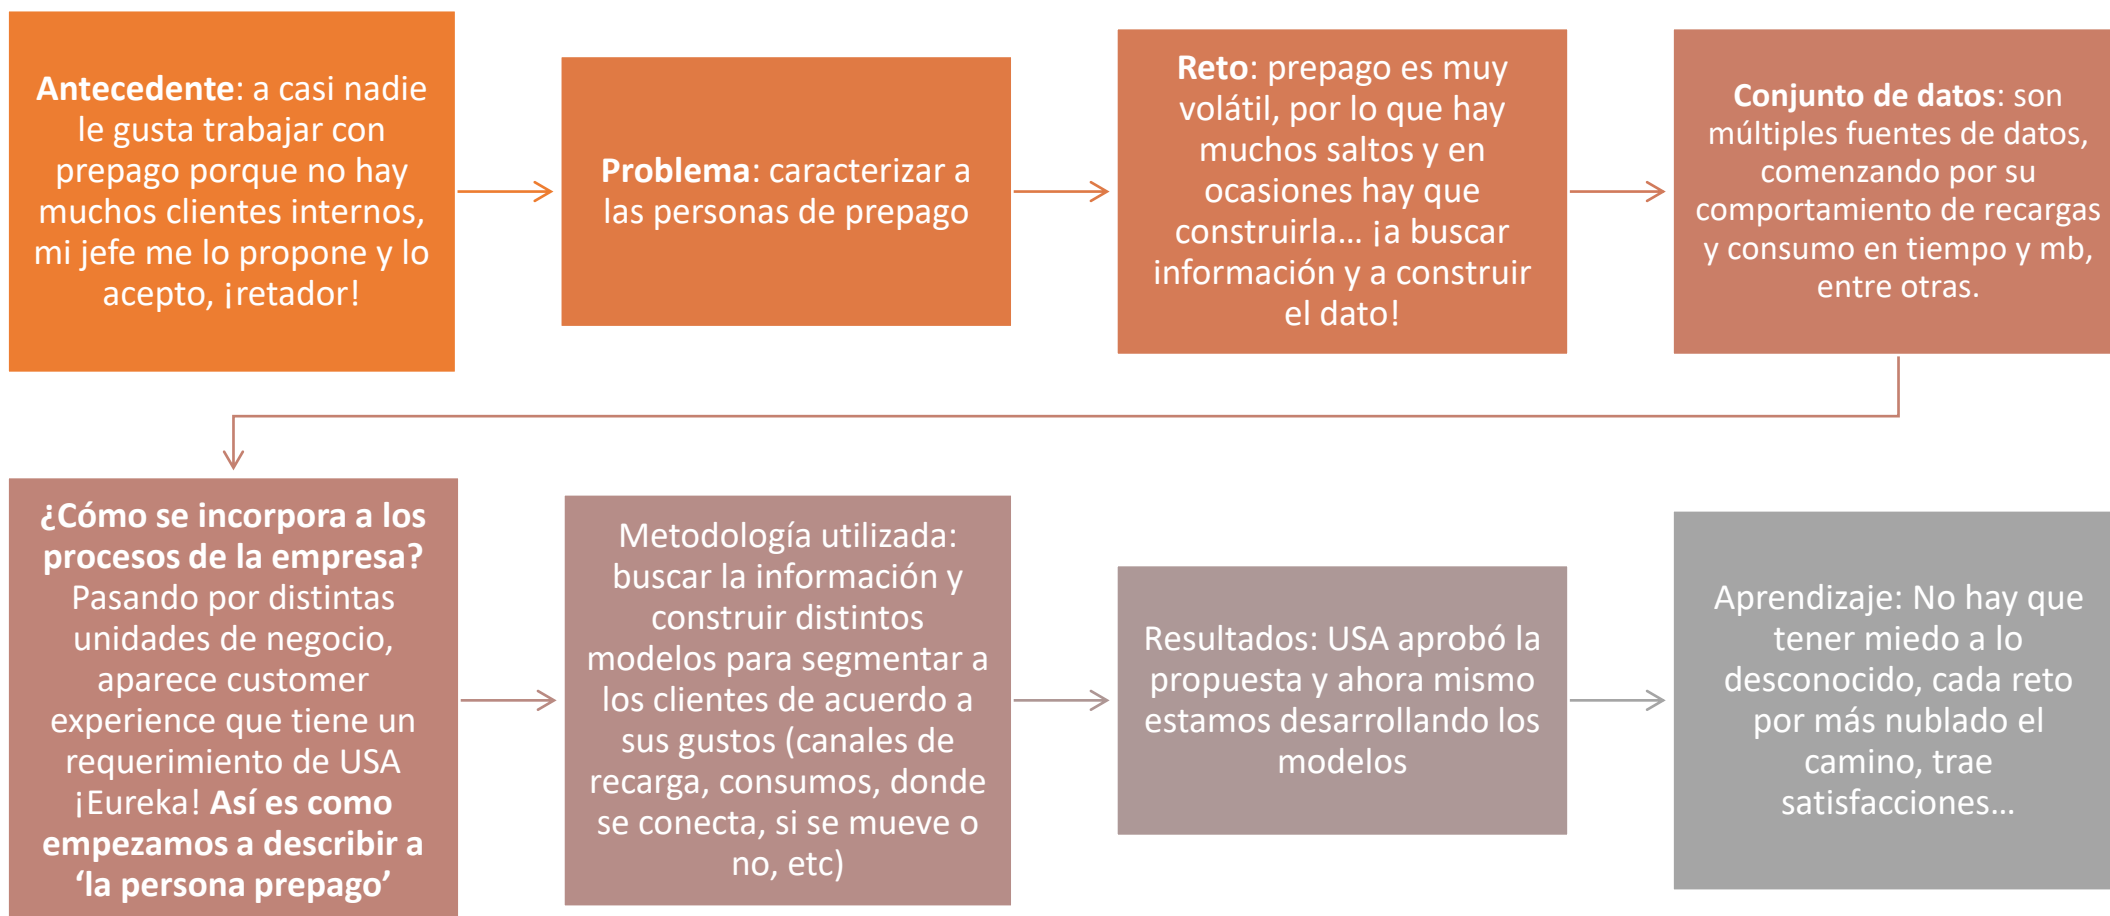 Antecedente: a casi nadie
le gusta trabajar con
prepago porque no hay
muchos clientes internos,
mi jefe me lo propone y lo
acepto, ¡retador!
Problema: caracterizar a
las personas de prepago
Reto: prepago es muy
volátil, por lo que hay
muchos saltos y en
ocasiones hay que
construirla... ¡a buscar
información y a construir
el dato!
Conjunto de datos: son
múltiples fuentes de datos,
comenzando por su
comportamiento de recargas
y consumo en tiempo y mb,
entre otras.
¿Cómo se incorpora a los
procesos de la empresa?
Pasando por distintas
unidades de negocio,
aparece customer
experience que tiene un
requerimiento de USA
¡Eureka! Así es como
empezamos a describir a
‘la persona prepago’
Metodología utilizada:
buscar la información y
construir distintos
modelos para segmentar a
los clientes de acuerdo a
sus gustos (canales de
recarga, consumos, donde
se conecta, si se mueve o
no, etc)
Resultados: USA aprobó la
propuesta y ahora mismo
estamos desarrollando los
modelos
Aprendizaje: No hay que
tener miedo a lo
desconocido, cada reto
por más nublado el
camino, trae
satisfacciones...